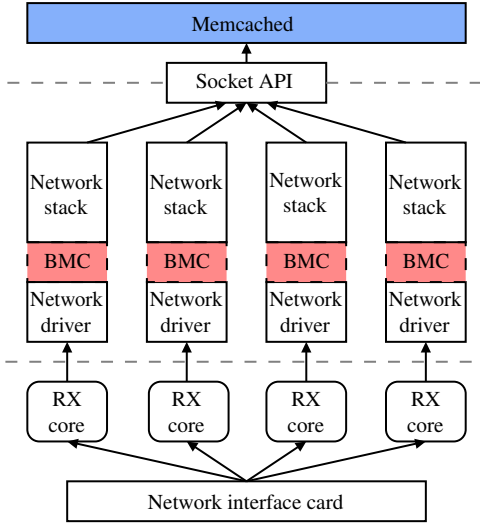 Memcached
Socket API
Network
stack
Network
stack
Network
stack
Network
stack
BMC
BMC
BMC
BMC
Network
driver
Network
driver
Network
driver
Network
driver
RX
core
RX
core
RX
core
RX
core
Network interface card